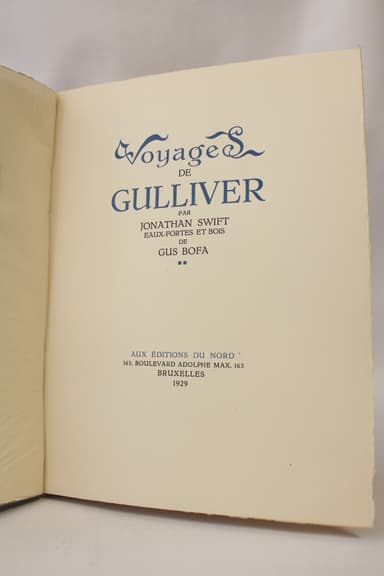 VoyageS
DE
GULLIVER
PAR
JONATHAN SWIFT
EAUX-FORTES ET BOIS
DE
GUS BOFA
AUX ÉDITIONS DU NORD
163, BOULEVARD ADOLPHE MAX, 163
BRUXELLES
1929